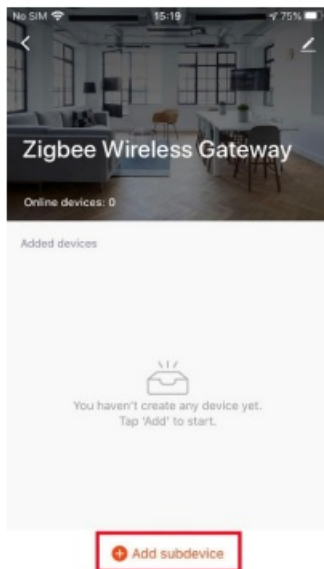 No SIM 15:19 75%
Zigbee Wireless Gateway
Online devices: 0
Added devices
You haven't create any device yet.
Tap 'Add' to start.
Add subdevice